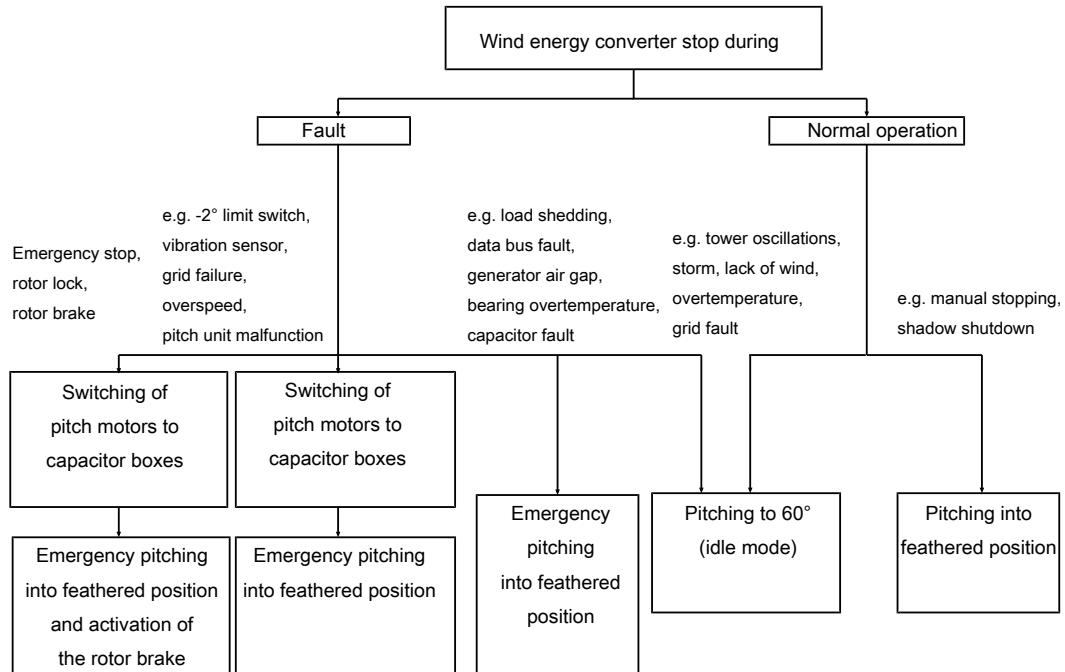 Wind energy converter stop during
Fault
Normal operation
Emergency stop,
rotor lock,
rotor brake
e.g. -2° limit switch,
vibration sensor,
grid failure,
overspeed,
pitch unit malfunction
e.g. load shedding,
data bus fault,
generator air gap,
bearing overtemperature,
capacitor fault
e.g. tower oscillations,
storm, lack of wind,
overtemperature,
grid fault
e.g. manual stopping,
shadow shutdown
Switching of
pitch motors to
capacitor boxes
Switching of
pitch motors to
capacitor boxes
Emergency pitching
into feathered position
and activation of
the rotor brake
Emergency pitching
into feathered position
Emergency
pitching
into feathered
position
Pitching to 60°
(idle mode)
Pitching into
feathered position